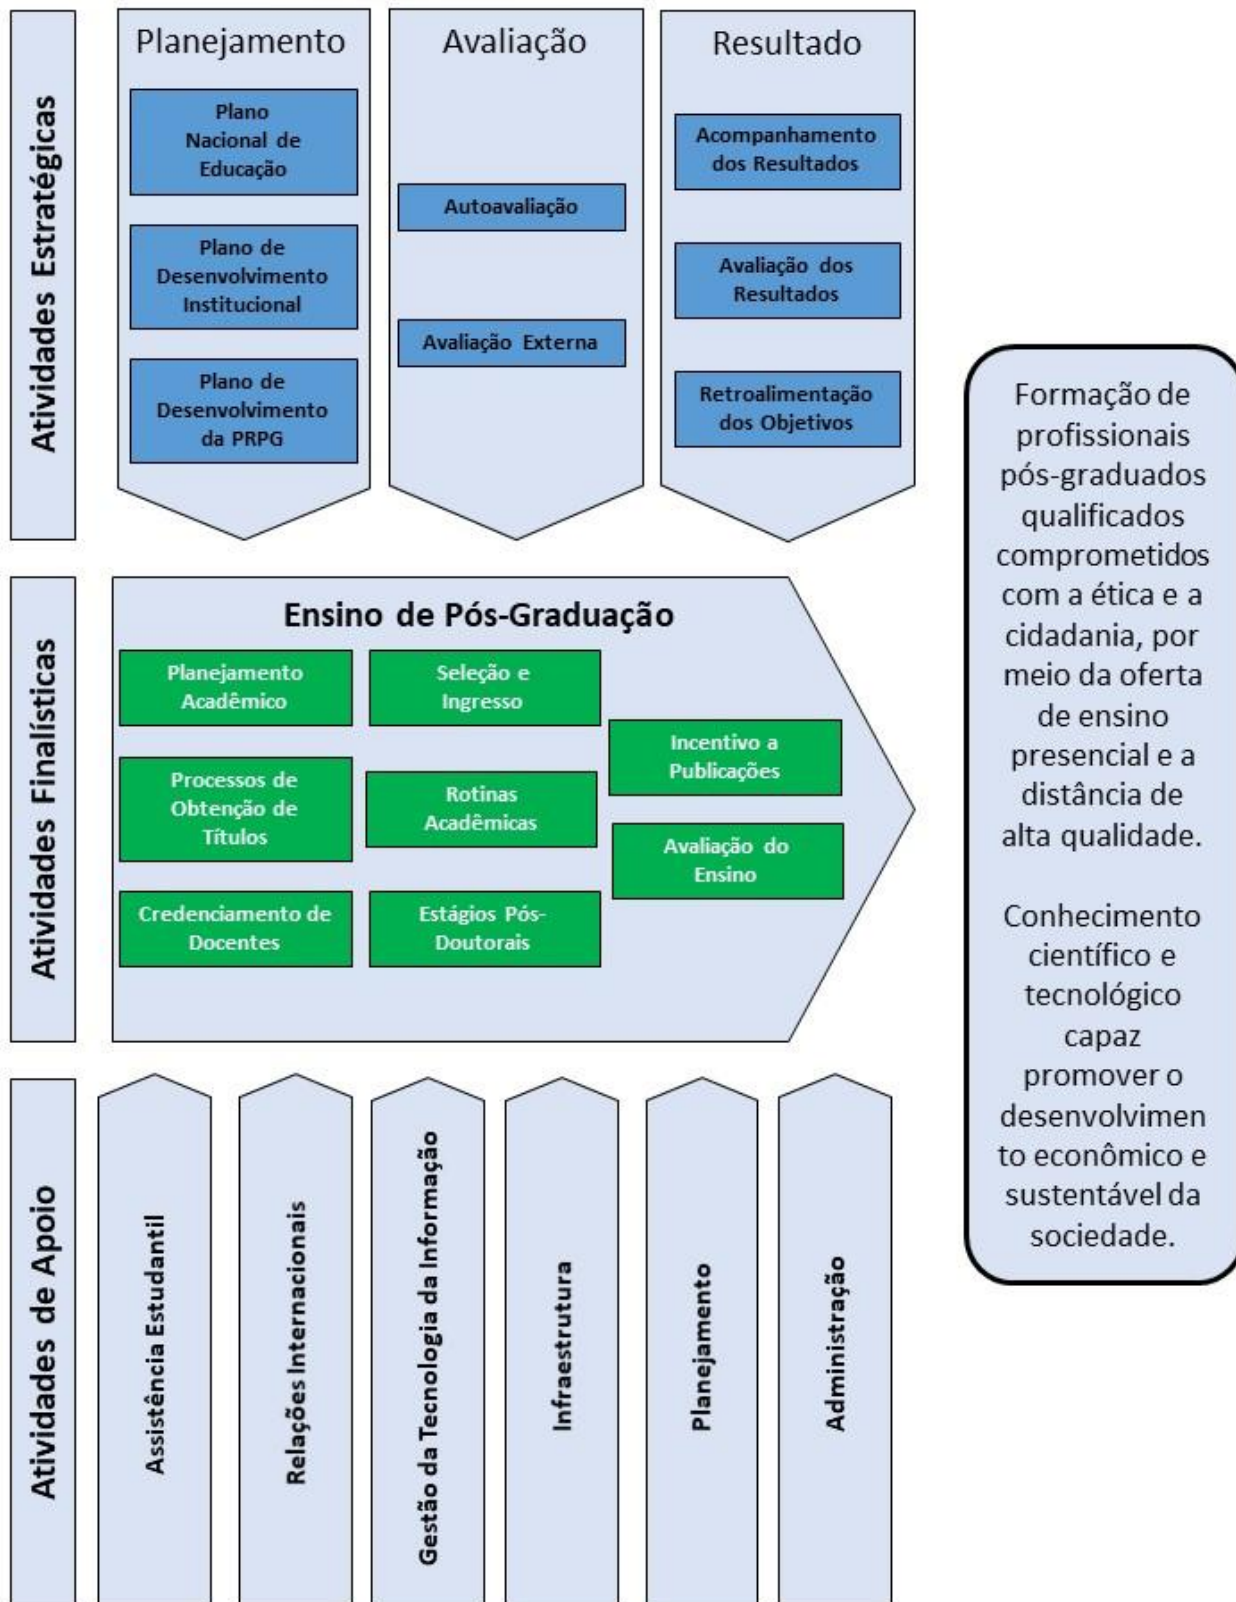 Atividades Estratégicas
Planejamento
Plano
Nacional de
Educação
Plano de
Desenvolvimento
Institucional
Plano de
Desenvolvimento
da PRPG
Avaliação
Autoavaliação
Avaliação Externa
Resultado
Acompanhamento
dos Resultados
Avaliação dos
Resultados
Retroalimentação
dos Objetivos
Atividades Finalísticas
Ensino de Pós-Graduação
Planejamento
Acadêmico
Processos de
Obtenção de
Títulos
Credenciamento de
Docentes
Seleção e
Ingresso
Rotinas
Acadêmicas
Estágios Pós-
Doutorais
Incentivo a
Publicações
Avaliação do
Ensino
Atividades de Apoio
Assistência Estudantil
Relações Internacionais
Gestão da Tecnologia da Informação
Infraestrutura
Planejamento
Administração
Formação de
profissionais
pós-graduados
qualificados
comprometidos
com a ética e a
cidadania, por
meio da oferta
de ensino
presencial e a
distância de
alta qualidade.
Conhecimento
científico e
tecnológico
capaz
promover o
desenvolvimen
to econômico e
sustentável da
sociedade.